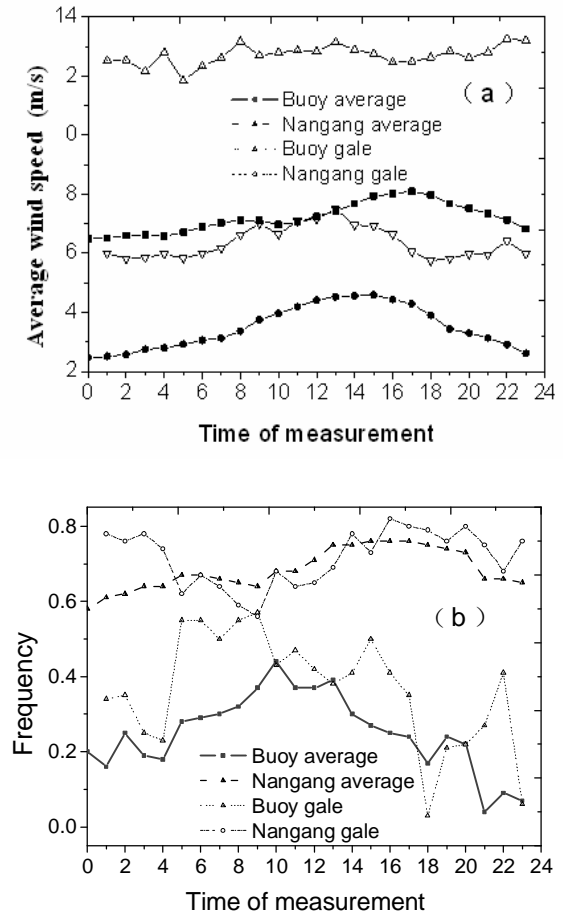 14
2
0
8
6
4
2
Average wind speed (m/s)
(a)
Buoy average
Nangang average
Buoy gale
Nangang gale
0 2 4 6 8 10 12 14 16 18 20 22 24
Time of measurement
0.8
0.6
0.4
0.2
0.0
Frequency
(b)
Buoy average
Nangang average
Buoy gale
Nangang gale
0 2 4 6 8 10 12 14 16 18 20 22 24
Time of measurement